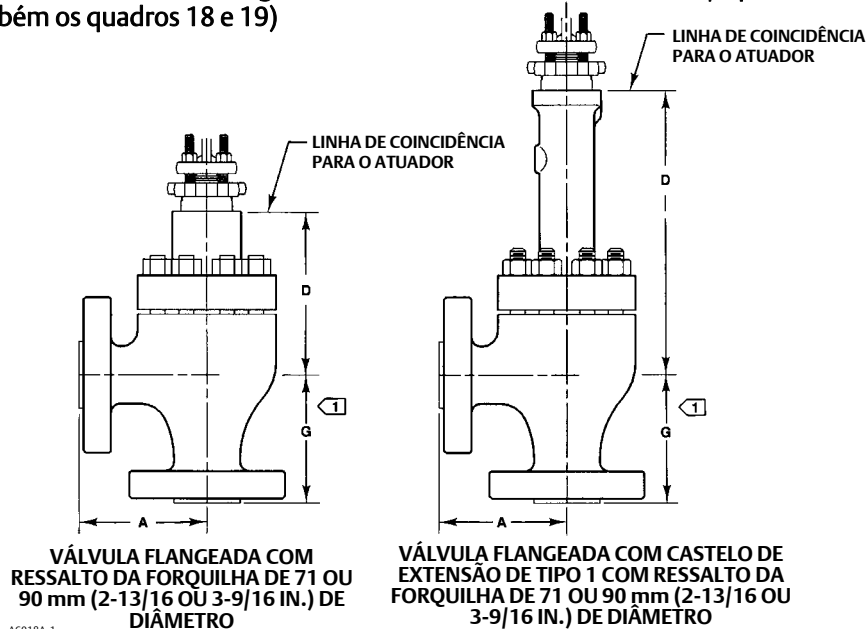 bém os quadros 18 e 19)
LINHA DE COINCIDÊNCIA
PARA O ATUADOR
LINHA DE COINCIDÊNCIA
PARA O ATUADOR
D
D
1
G
1
G
A
A
VÁLVULA FLANGEADA COM
RESSALTO DA FORQUILHA DE 71 OU
90 mm (2-13/16 OU 3-9/16 IN.) DE
DIÂMETRO
VÁLVULA FLANGEADA COM CASTELO DE
EXTENSÃO DE TIPO 1 COM RESSALTO DA
FORQUILHA DE 71 OU 90 mm (2-13/16 OU
3-9/16 IN.) DE DIÂMETRO